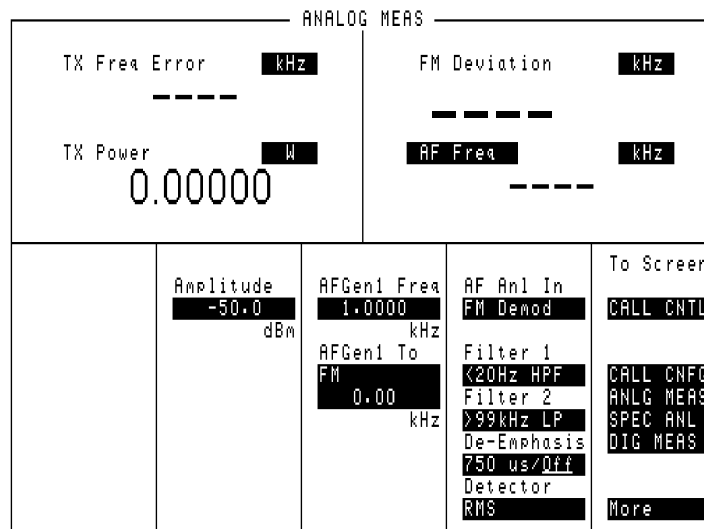 ANALOG MEAS
TX Freq Error kHz
----
FM Deviation kHz
----
TX Power W
0.00000
AF Freq kHz
----
Amplitude
-50.0
dBm
AFGen1 Freq
1.0000
kHz
AFGen1 To
FM
0.00
kHz
AF Anl In
FM Demod
Filter 1
<20Hz HPF
Filter 2
>99kHz LP
De-Emphasis
750 us/Off
Detector
RMS
To Screen
CALL CNTL
CALL CNFG
ANLG MEAS
SPEC ANL
DIG MEAS
More